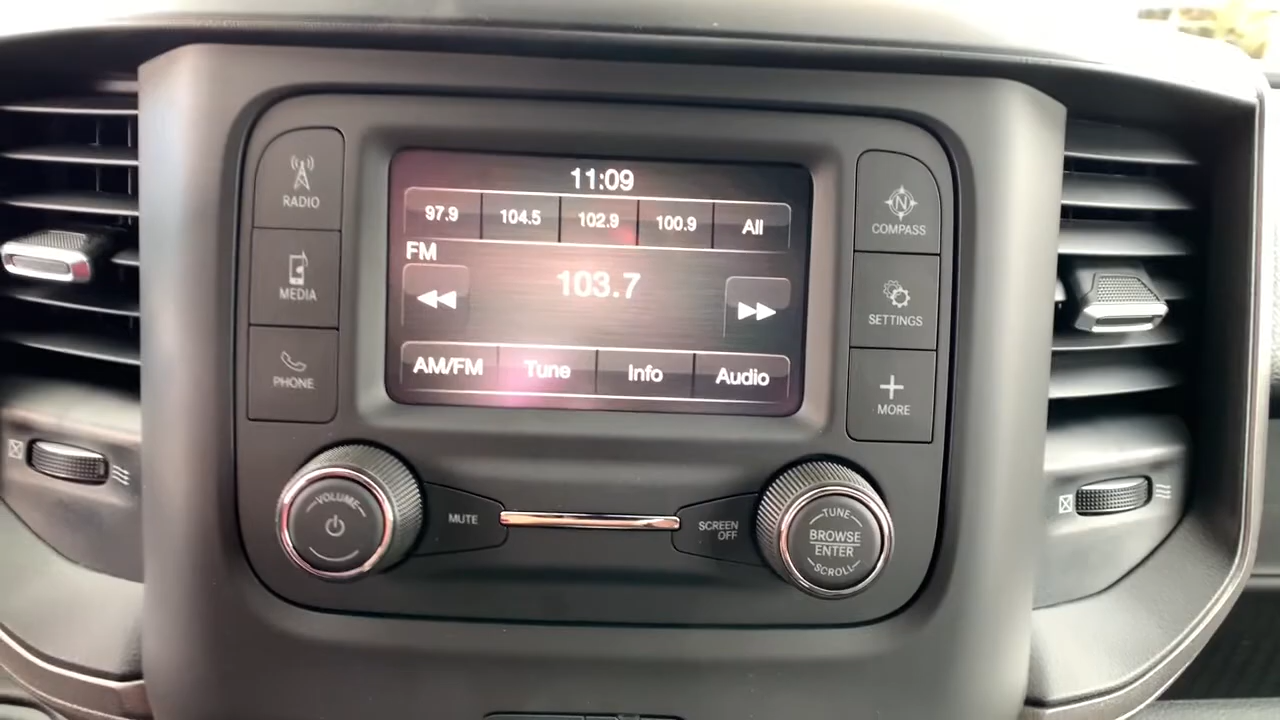 11:09
97.9 104.5 102.9 100.9 All
FM
103.7
AM/FM Tune Info Audio
RADIO
MEDIA
PHONE
N
COMPASS
SETTINGS
MORE
VOLUME
MUTE
SCREEN
OFF
TUNE
BROWSE
ENTER
SCROLL